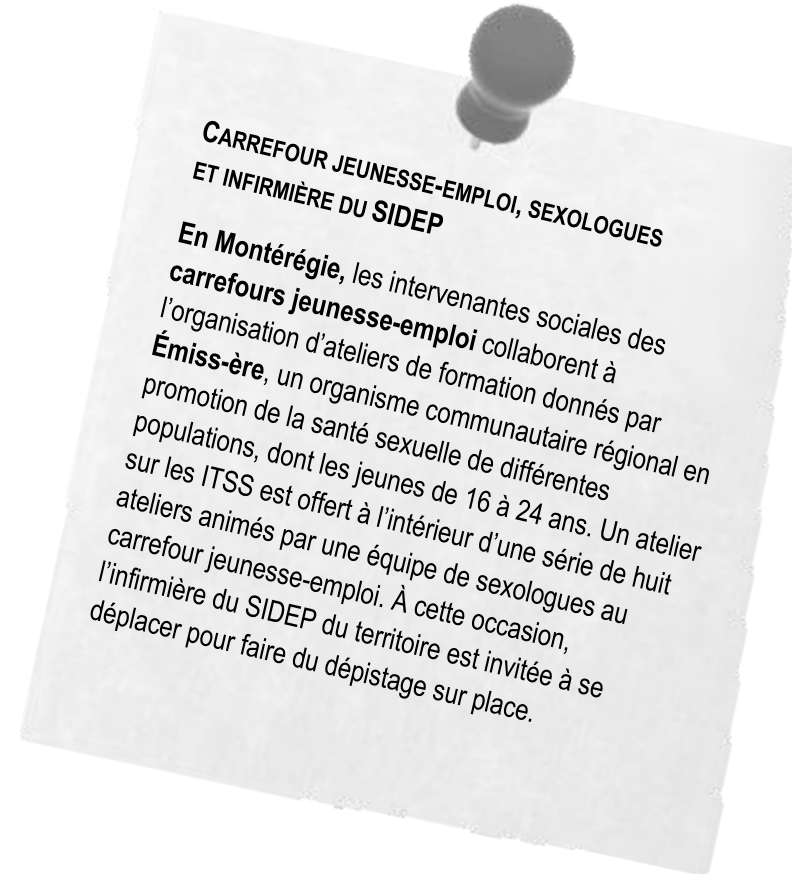 CARREFOUR JEUNESSE-EMPLOI, SEXOLOGUES
ET INFIRMIÈRE DU SIDEP
En Montérégie, les intervenantes sociales des
carrefours jeunesse-emploi collaborent à
l’organisation d’ateliers de formation donnés par
Émiss-ère, un organisme communautaire régional en
promotion de la santé sexuelle de différentes
populations, dont les jeunes de 16 à 24 ans. Un atelier
sur les ITSS est offert à l’intérieur d’une série de huit
ateliers animés par une équipe de sexologues au
carrefour jeunesse-emploi. À cette occasion,
l’infirmière du SIDEP du territoire est invitée à se
déplacer pour faire du dépistage sur place.